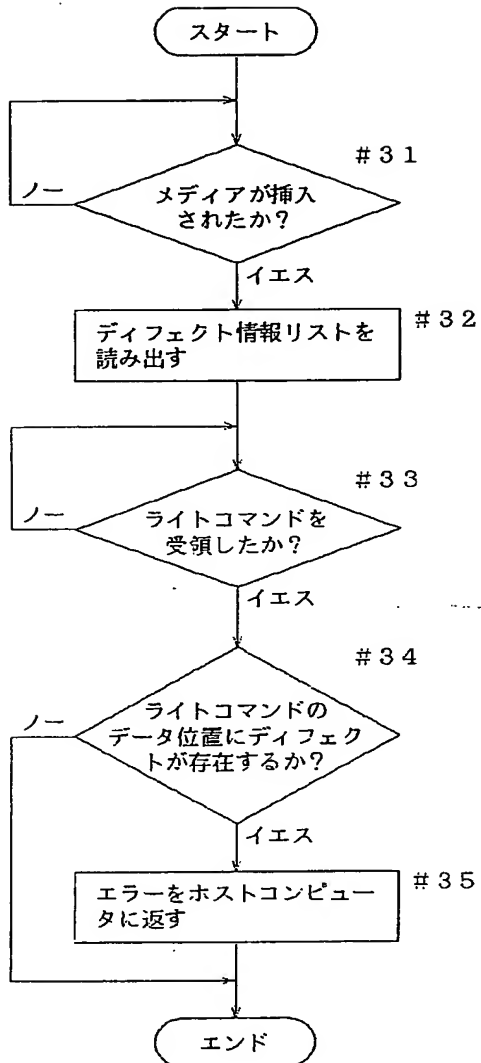 スタート
#31
メディアが挿入
されたか?
ノー
イエス
#32
ディフェクト情報リストを
読み出す
#33
ライトコマンドを
受領したか?
ノー
イエス
#34
ライトコマンドの
データ位置にディフェク
トが存在するか?
ノー
イエス
#35
エラーをホストコンピュー
タに返す
エンド